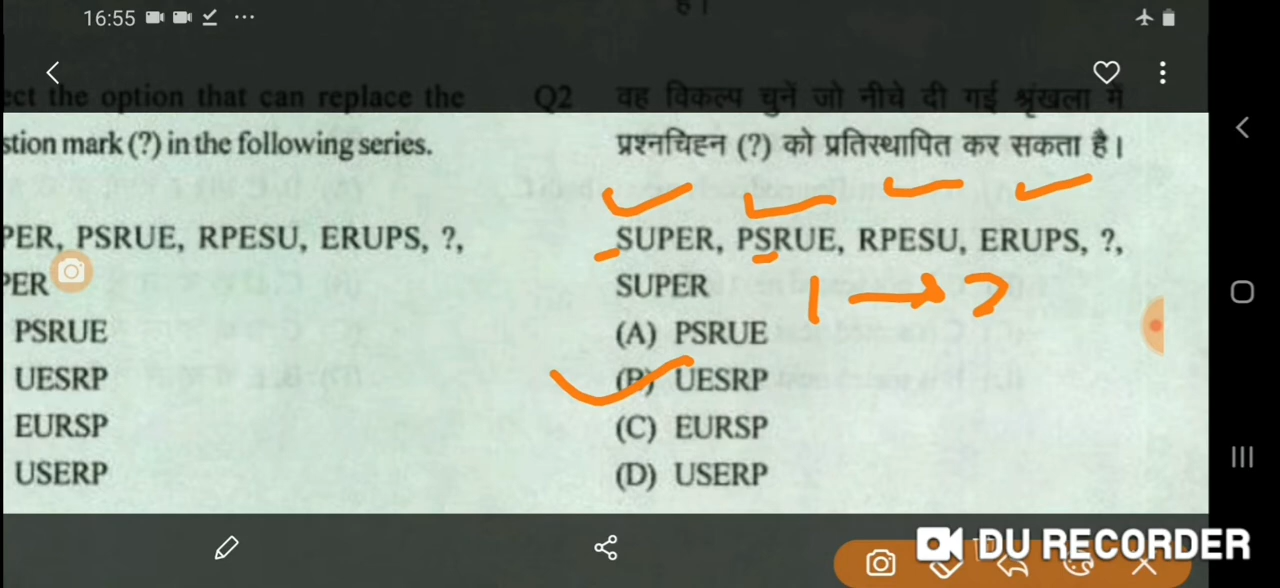 16:55
है।
ect the option that can replace the
stion mark (?) in the following series.
PER, PSRUE, RPESU, ERUPS, ?,
PER
PSRUE
UESRP
EURSP
USERP
Q2 वह विकल्प चुनें जो नीचे दी गई श्रृंखला में
प्रश्नचिह्न (?) को प्रतिस्थापित कर सकता है।
SUPER, PSRUE, RPESU, ERUPS, ?,
SUPER
1 → 2
(A) PSRUE
(B) UESRP
(C) EURSP
(D) USERP
DU RECORDER